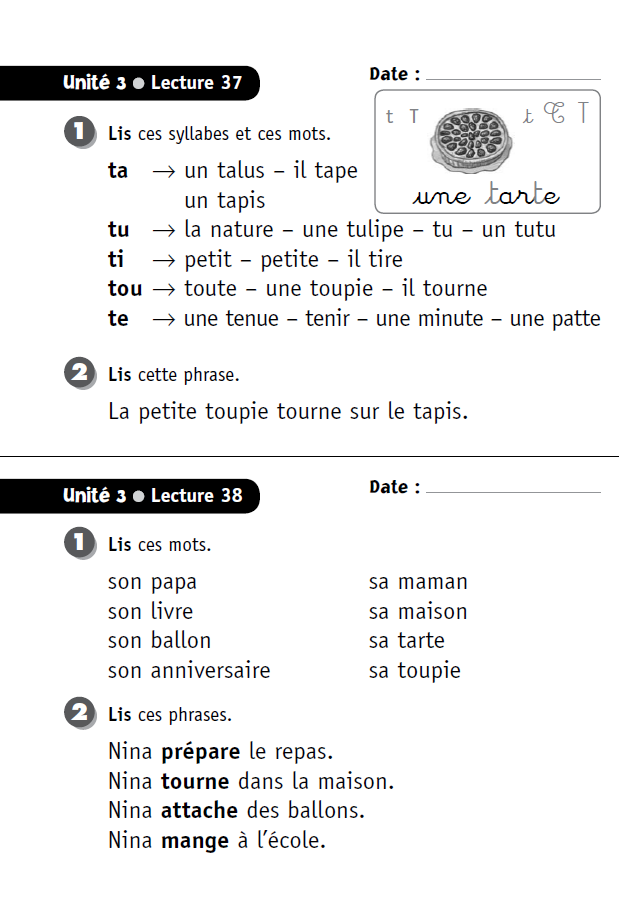 Unité 3 ● Lecture 37
Date :
t T t T T
une tarte
1 Lis ces syllabes et ces mots.
ta → un talus – il tape
un tapis
tu → la nature – une tulipe – tu – un tutu
ti → petit – petite – il tire
tou → toute – une toupie – il tourne
te → une tenue – tenir – une minute – une patte
2 Lis cette phrase.
La petite toupie tourne sur le tapis.
Unité 3 ● Lecture 38
Date :
1 Lis ces mots.
son papa sa maman
son livre sa maison
son ballon sa tarte
son anniversaire sa toupie
2 Lis ces phrases.
Nina prépare le repas.
Nina tourne dans la maison.
Nina attache des ballons.
Nina mange à l'école.